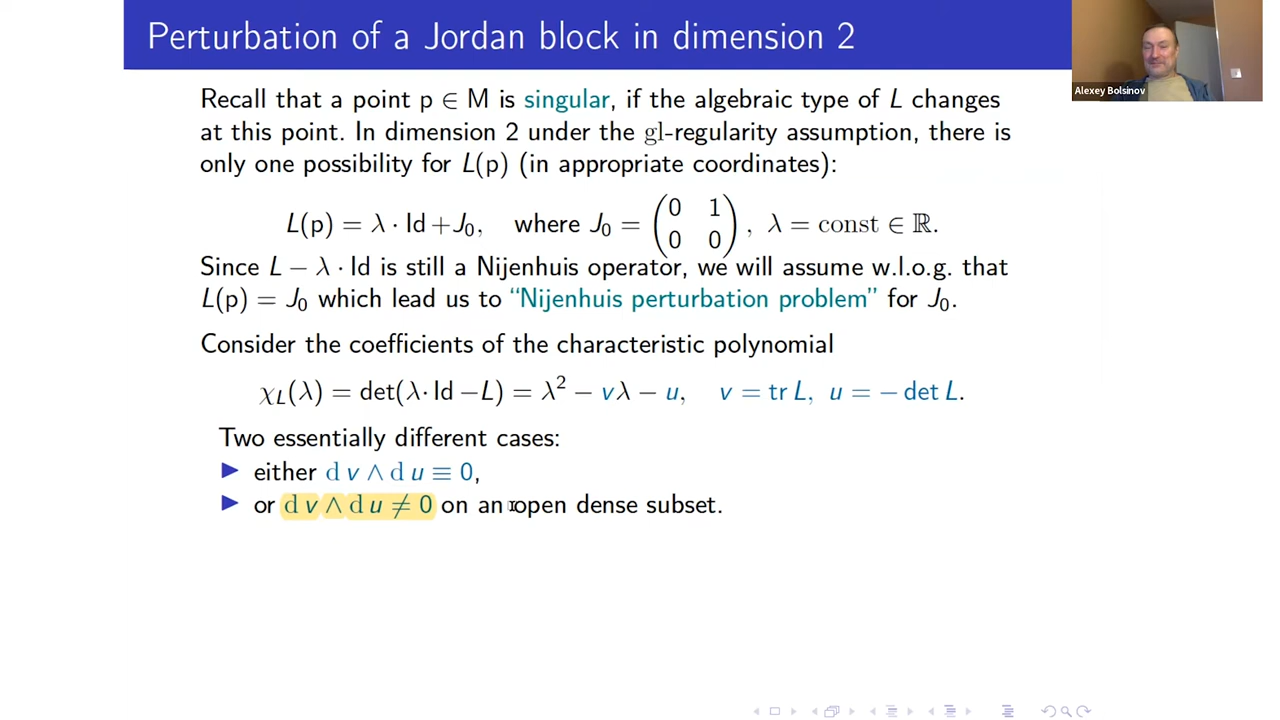 Perturbation of a Jordan block in dimension 2
Alexey Bolsinov
Recall that a point p ∈ M is singular, if the algebraic type of L changes
at this point. In dimension 2 under the gl-regularity assumption, there is
only one possibility for L(p) (in appropriate coordinates):
L(p) = λ · Id + J₀, where J₀ = (0 1; 0 0), λ = const ∈ ℝ.
Since L − λ · Id is still a Nijenhuis operator, we will assume w.l.o.g. that
L(p) = J₀ which lead us to “Nijenhuis perturbation problem” for J₀.
Consider the coefficients of the characteristic polynomial
χ_L(λ) = det(λ· Id −L) = λ² − vλ − u, v = tr L, u = − det L.
Two essentially different cases:
▶ either d v ∧ d u ≡ 0,
▶ or d v ∧ d u ≠ 0 on an open dense subset.